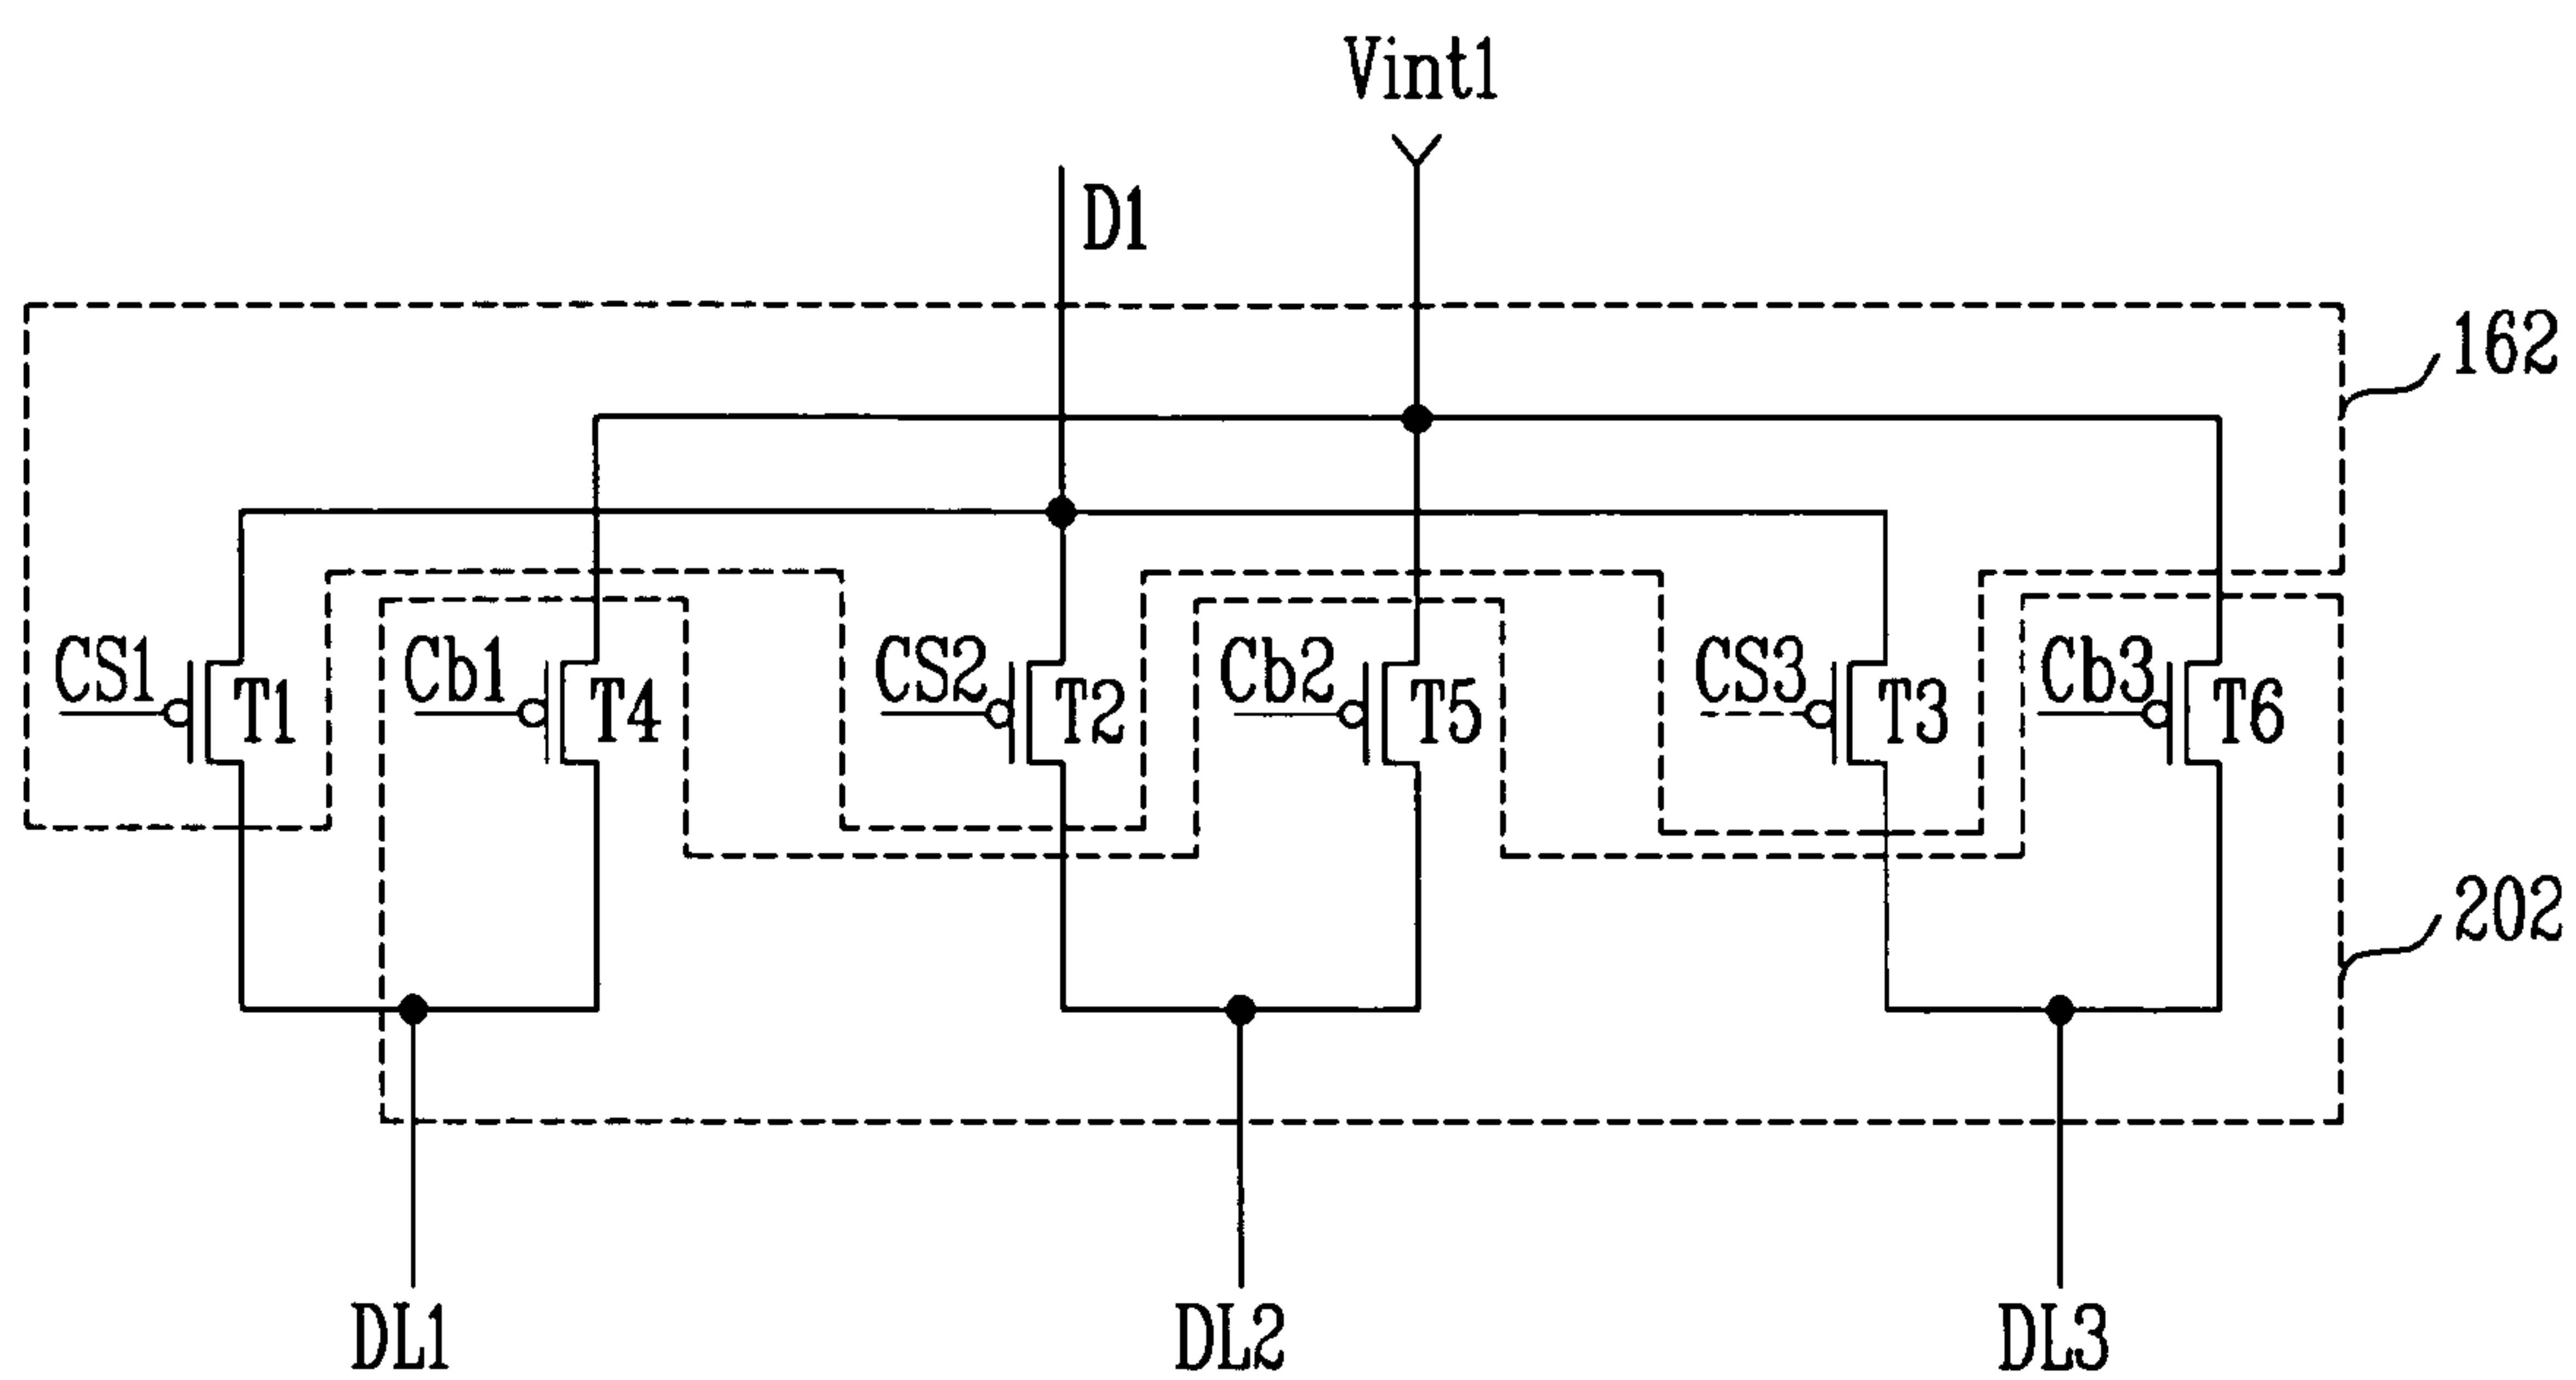 Vint1
D1
162
CS1
T1
Cb1
T4
CS2
T2
Cb2
T5
CS3
T3
Cb3
T6
202
DL1
DL2
DL3